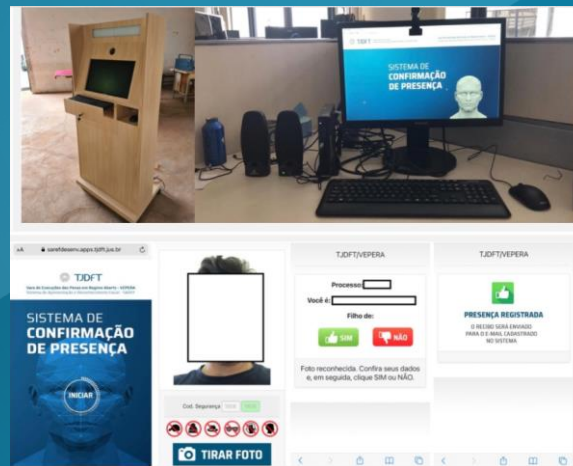 TJDFT
SISTEMA DE
CONFIRMAÇÃO
DE PRESENÇA
AA
sarefdesenv.apps.tjdft.jus.br
TJDFT
SISTEMA DE
CONFIRMAÇÃO
DE PRESENÇA
INICIAR
Cod. Segurança
TIRAR FOTO
TJDFT/VEPERA
Processo:
Você é:
Filho de:
SIM
NÃO
Foto reconhecida. Confira seus dados
e, em seguida, clique SIM ou NÃO.
TJDFT/VEPERA
PRESENÇA REGISTRADA
O RECIBO SERÁ ENVIADO
PARA O E-MAIL CADASTRADO
NO SISTEMA